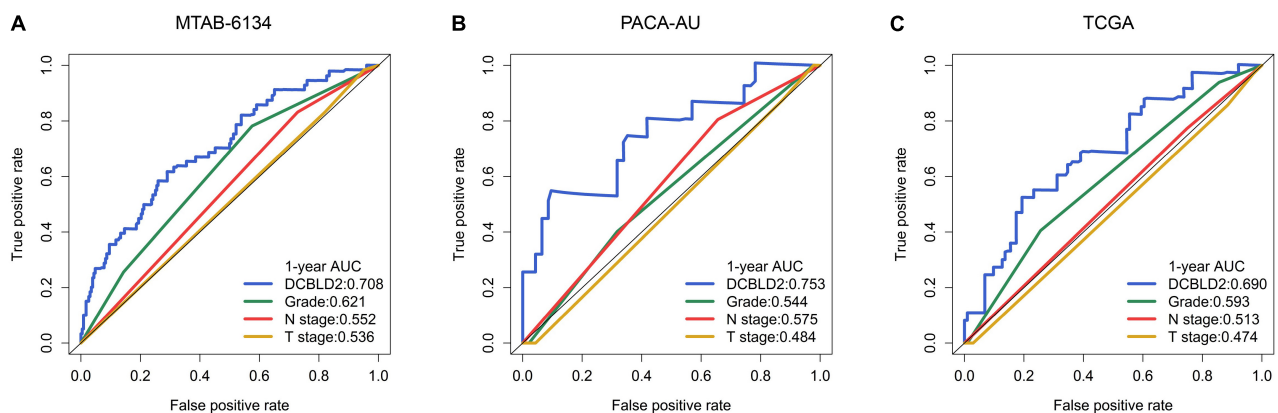 A
MTAB-6134
True positive rate
1.0
0.8
0.6
0.4
0.2
0.0
1-year AUC
DCBLD2:0.708
Grade:0.621
N stage:0.552
T stage:0.536
0.0 0.2 0.4 0.6 0.8 1.0
False positive rate
B
PACA-AU
True positive rate
1.0
0.8
0.6
0.4
0.2
0.0
1-year AUC
DCBLD2:0.753
Grade:0.544
N stage:0.575
T stage:0.484
0.0 0.2 0.4 0.6 0.8 1.0
False positive rate
C
TCGA
True positive rate
1.0
0.8
0.6
0.4
0.2
0.0
1-year AUC
DCBLD2:0.690
Grade:0.593
N stage:0.513
T stage:0.474
0.0 0.2 0.4 0.6 0.8 1.0
False positive rate